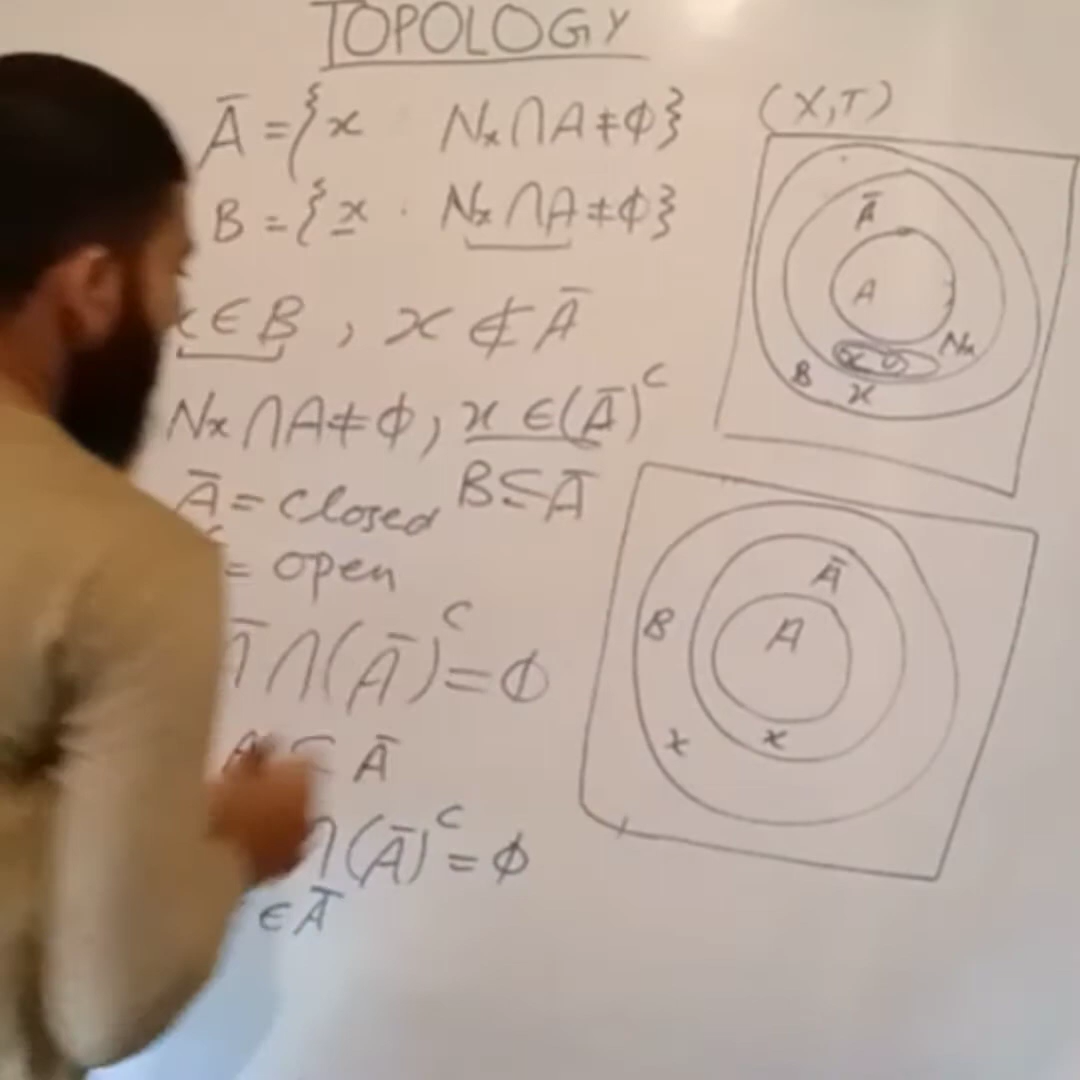 TOPOLOGY
Ā = { x Nx ∩ A ≠ ϕ }
B = { x · Nx ∩ A ≠ ϕ }
x ∈ B , x ∉ Ā
Nx ∩ A ≠ ϕ , x ∈ (Ā)ᶜ
Ā = closed B ⊆ Ā
= open
Ā ∩ (Ā)ᶜ = ϕ
A ⊆ Ā
∩ (Ā)ᶜ = ϕ
∈ Ā
(X,T)
Ā
A
Nx
x
B
x
Ā
A
B
x
x